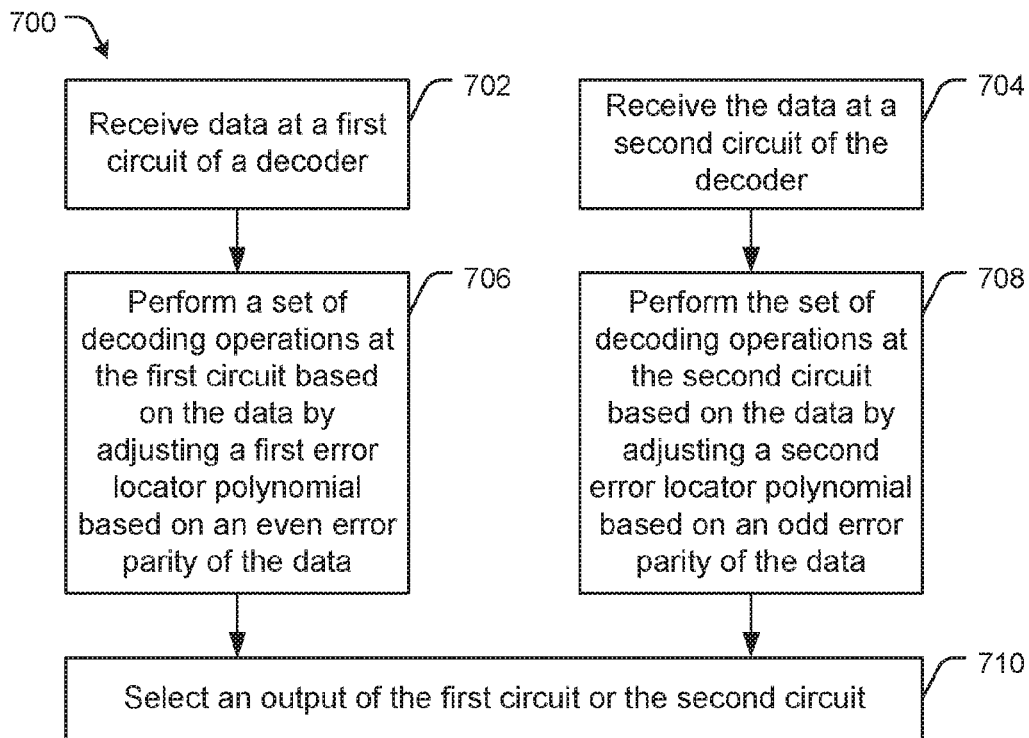 700
702
Receive data at a first
circuit of a decoder
704
Receive the data at a
second circuit of the
decoder
706
Perform a set of
decoding operations at
the first circuit based
on the data by
adjusting a first error
locator polynomial
based on an even error
parity of the data
708
Perform the set of
decoding operations at
the second circuit
based on the data by
adjusting a second
error locator polynomial
based on an odd error
parity of the data
710
Select an output of the first circuit or the second circuit